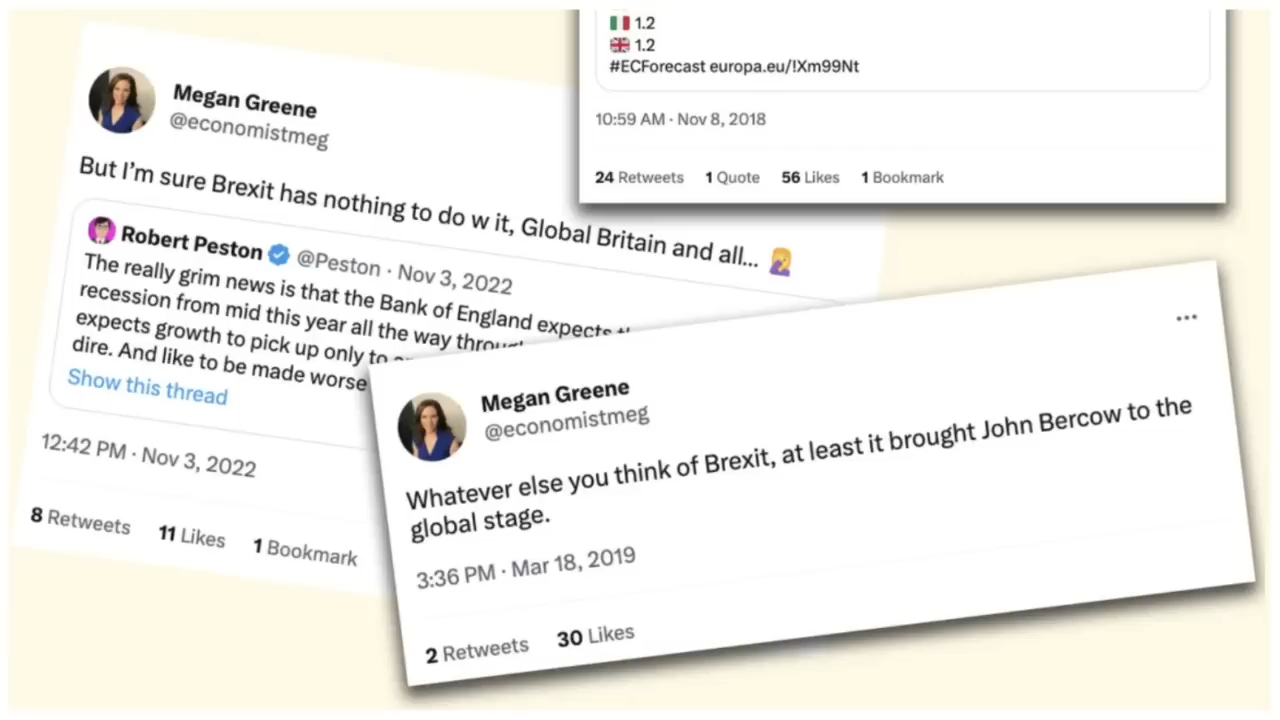 Megan Greene
@economistmeg
But I'm sure Brexit has nothing to do w it, Global Britain and all...
Robert Peston @Peston · Nov 3, 2022
The really grim news is that the Bank of England expects
recession from mid this year all the way
expects growth to pick up only to
dire. And like to be made worse
Show this thread
12:42 PM · Nov 3, 2022
8 Retweets 11 Likes 1 Bookmark
1.2
1.2
#ECForecast europa.eu/!Xm99Nt
10:59 AM · Nov 8, 2018
24 Retweets 1 Quote 56 Likes 1 Bookmark
Megan Greene
@economistmeg
Whatever else you think of Brexit, at least it brought John Bercow to the
global stage.
3:36 PM · Mar 18, 2019
2 Retweets 30 Likes